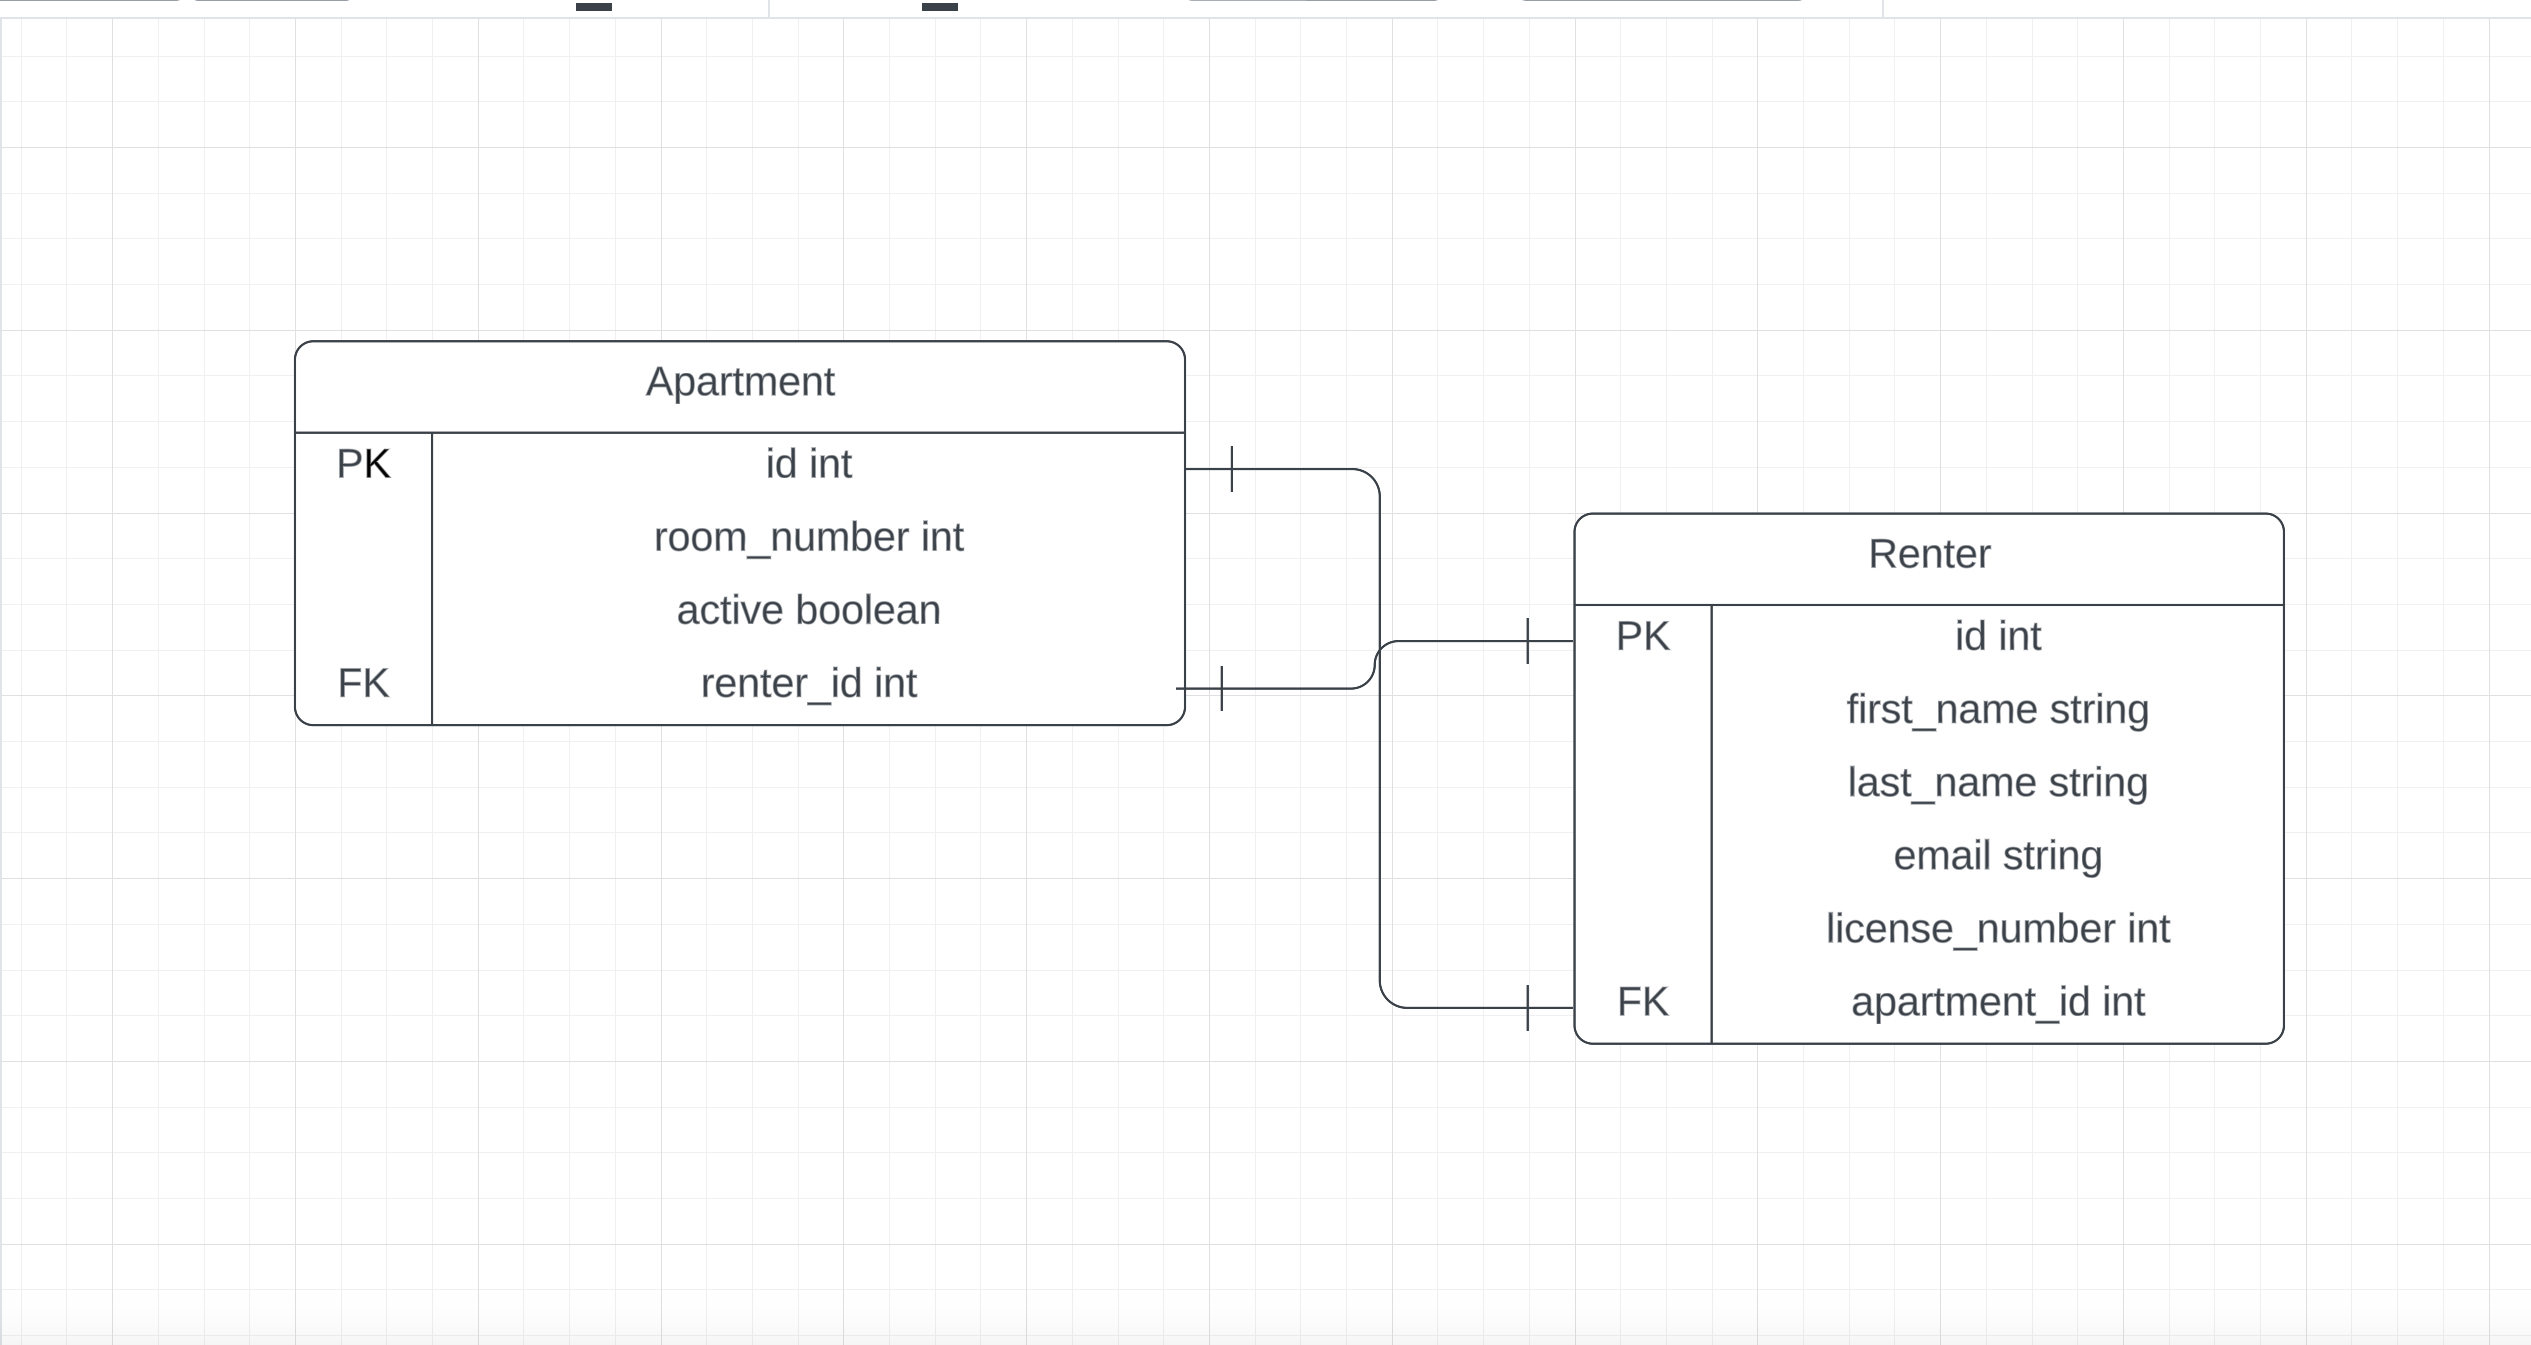 Apartment
PK id int
room_number int
active boolean
FK renter_id int
Renter
PK id int
first_name string
last_name string
email string
license_number int
FK apartment_id int